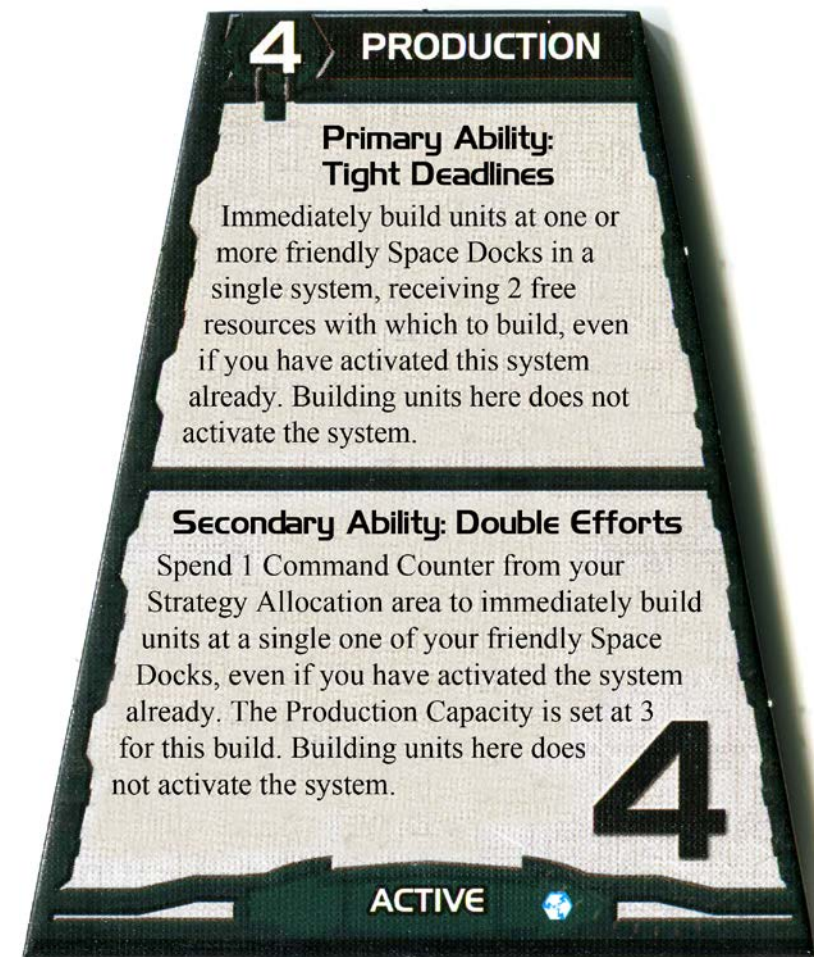 4 PRODUCTION
Primary Ability:
Tight Deadlines
Immediately build units at one or
more friendly Space Docks in a
single system, receiving 2 free
resources with which to build, even
if you have activated this system
already. Building units here does not
activate the system.
Secondary Ability: Double Efforts
Spend 1 Command Counter from your
Strategy Allocation area to immediately build
units at a single one of your friendly Space
Docks, even if you have activated the system
already. The Production Capacity is set at 3
for this build. Building units here does
not activate the system.
4
ACTIVE